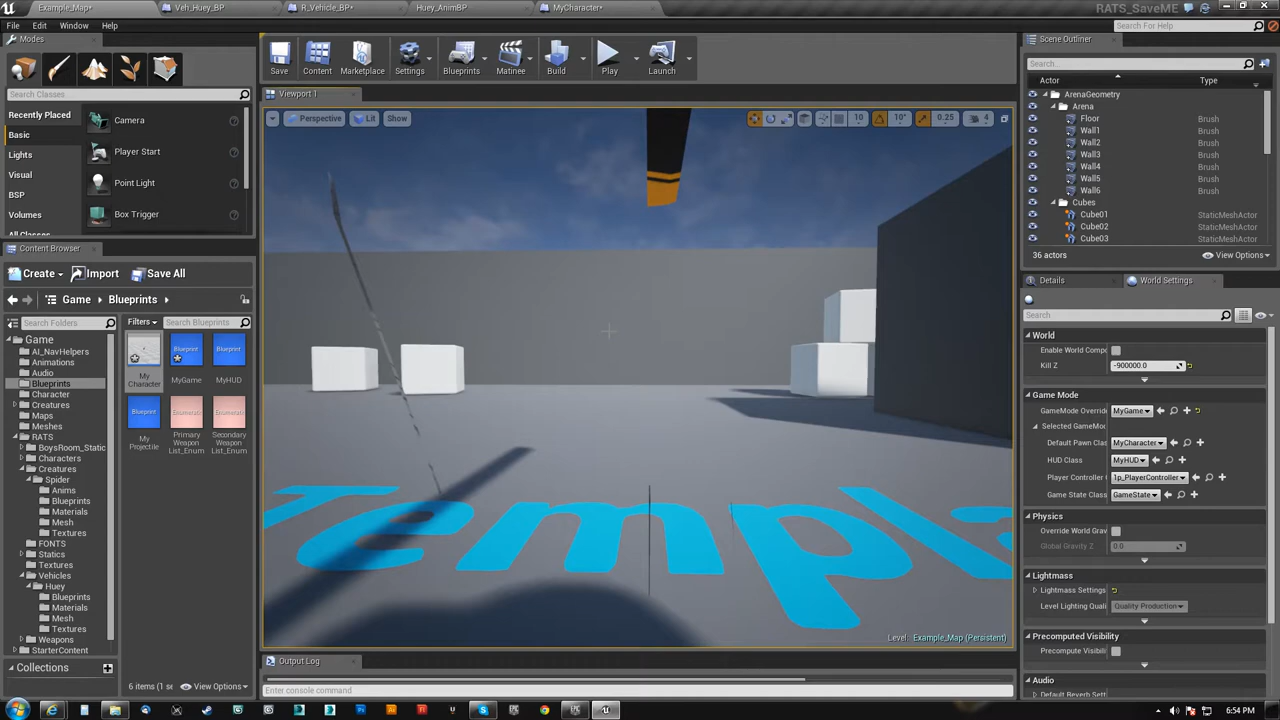 Example_Map*
Veh_Huey_BP
R_Vehicle_BP*
Huey_AnimBP
MyCharacter*
RATS_SaveME
File Edit Window Help
Search For Help
Modes
Search Classes
Recently Placed
Basic
Lights
Visual
BSP
Volumes
All Classes
Camera
Player Start
Point Light
Box Trigger
Save
Content
Marketplace
Settings
Blueprints
Matinee
Build
Play
Launch
Viewport 1
Perspective
Lit
Show
10
10°
0.25
4
Templa
Level: Example_Map (Persistent)
Output Log
Enter console command
Content Browser
Create
Import
Save All
Game
Blueprints
Search Folders
Filters
Search Blueprints
Game
AI_NavHelpers
Animations
Audio
Blueprints
Character
Creatures
Maps
Meshes
RATS
BoysRoom_Static
Characters
Creatures
Spider
Anims
Blueprints
Materials
Mesh
Textures
FONTS
Statics
Textures
Vehicles
Huey
Blueprints
Materials
Mesh
Textures
Weapons
StarterContent
Collections
My Character
Blueprint
MyGame
Blueprint
MyHUD
Blueprint
My Projectile
Enumeratic
Primary Weapon List_Enum
Enumeratic
Secondary Weapon List_Enum
6 items (1 se
View Options
Scene Outliner
Search...
Actor
Type
ArenaGeometry
Arena
Floor Brush
Wall1 Brush
Wall2 Brush
Wall3 Brush
Wall4 Brush
Wall5 Brush
Wall6 Brush
Cubes
Cube01 StaticMeshActor
Cube02 StaticMeshActor
Cube03 StaticMeshActor
36 actors
View Options
Details
World Settings
Search
World
Enable World Compo
Kill Z -900000.0
Game Mode
GameMode Override MyGame
Selected GameMod
Default Pawn Clas MyCharacter
HUD Class MyHUD
Player Controller 1p_PlayerController
Game State Class GameState
Physics
Override World Grav
Global Gravity Z 0.0
Lightmass
Lightmass Settings
Level Lighting Quali Quality Production
Precomputed Visibility
Precompute Visibili
Audio
Default Reverb Sett
6:54 PM